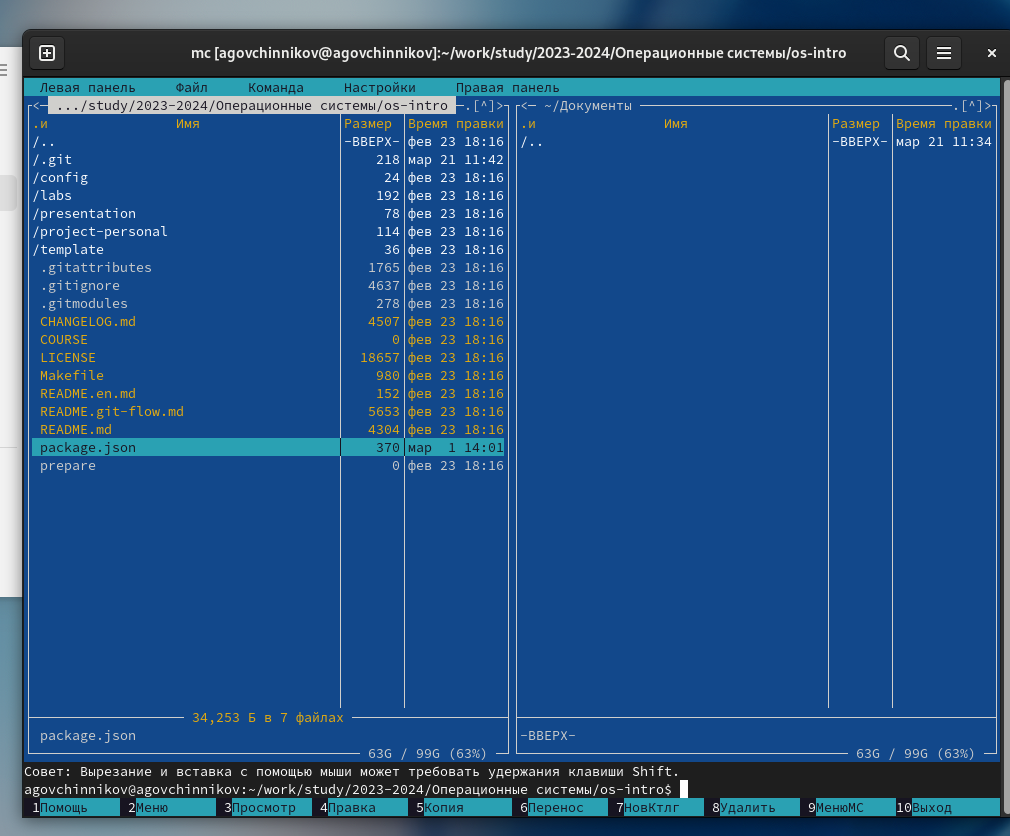 mc [agovchinnikov@agovchinnikov]:~/work/study/2023-2024/Операционные системы/os-intro
Левая панель Файл Команда Настройки Правая панель
<— .../study/2023-2024/Операционные системы/os-intro —.[^]> <— ~/Документы —.[^]>
.и Имя Размер Время правки .и Имя Размер Время правки
/.. -ВВЕРХ- фев 23 18:16 /.. -ВВЕРХ- мар 21 11:34
/.git 218 мар 21 11:42
/config 24 фев 23 18:16
/labs 192 фев 23 18:16
/presentation 78 фев 23 18:16
/project-personal 114 фев 23 18:16
/template 36 фев 23 18:16
.gitattributes 1765 фев 23 18:16
.gitignore 4637 фев 23 18:16
.gitmodules 278 фев 23 18:16
CHANGELOG.md 4507 фев 23 18:16
COURSE 0 фев 23 18:16
LICENSE 18657 фев 23 18:16
Makefile 980 фев 23 18:16
README.en.md 152 фев 23 18:16
README.git-flow.md 5653 фев 23 18:16
README.md 4304 фев 23 18:16
package.json 370 мар 1 14:01
prepare 0 фев 23 18:16
34,253 Б в 7 файлах
package.json -ВВЕРХ-
63G / 99G (63%) 63G / 99G (63%)
Совет: Вырезание и вставка с помощью мыши может требовать удержания клавиши Shift.
agovchinnikov@agovchinnikov:~/work/study/2023-2024/Операционные системы/os-intro$
1Помощь 2Меню 3Просмотр 4Правка 5Копия 6Перенос 7НовКтлг 8Удалить 9МенюМС 10Выход